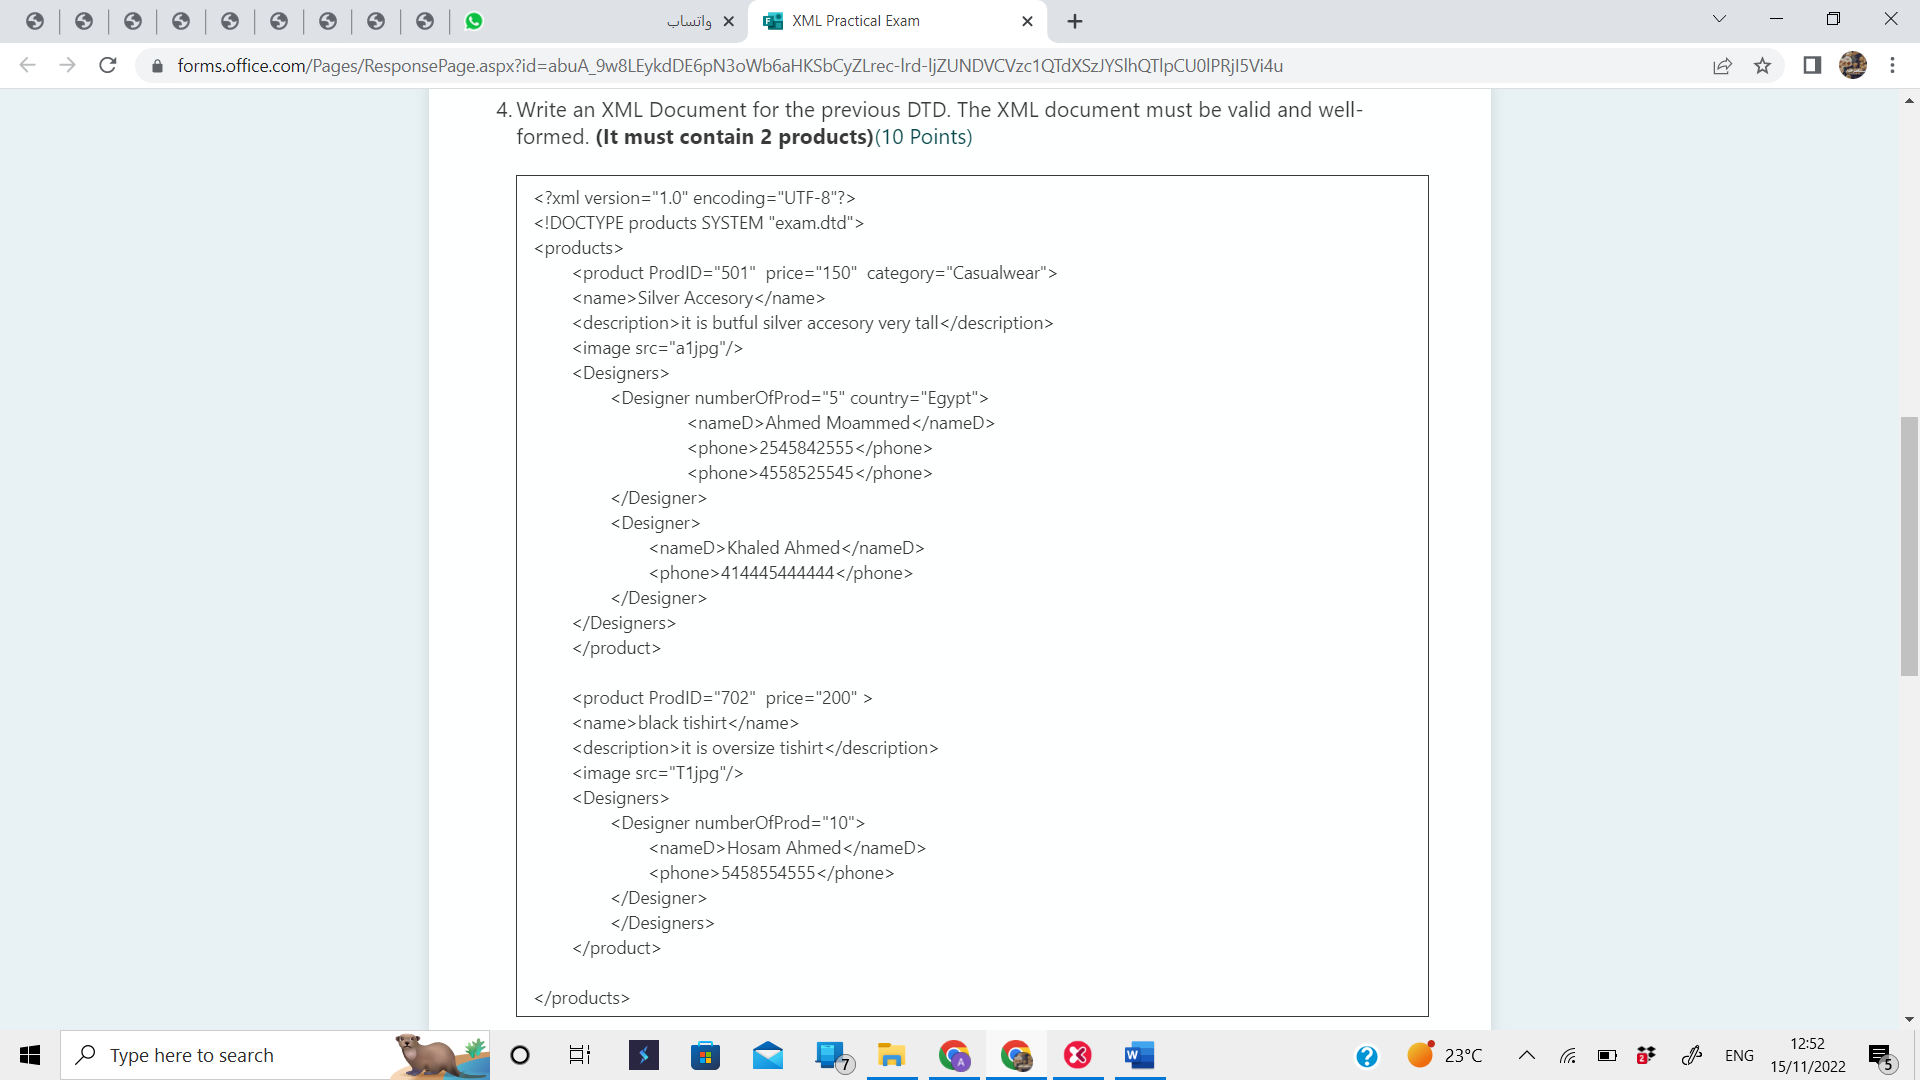 واتساب
XML Practical Exam
forms.office.com/Pages/ResponsePage.aspx?id=abuA_9w8LEykdDE6pN3oWb6aHKSbCyZLrec-lrd-ljZUNDVCVzc1QTdXSzJYSlhQTlpCU0lPRjI5Vi4u
4. Write an XML Document for the previous DTD. The XML document must be valid and well-
formed. (It must contain 2 products)(10 Points)
<?xml version="1.0" encoding="UTF-8"?>
<!DOCTYPE products SYSTEM "exam.dtd">
<products>
<product ProdID="501"  price="150"  category="Casualwear">
<name>Silver Accesory</name>
<description>it is butful silver accesory very tall</description>
<image src="a1jpg"/>
<Designers>
<Designer numberOfProd="5" country="Egypt">
<nameD>Ahmed Moammed</nameD>
<phone>2545842555</phone>
<phone>4558525545</phone>
</Designer>
<Designer>
<nameD>Khaled Ahmed</nameD>
<phone>414445444444</phone>
</Designer>
</Designers>
</product>
<product ProdID="702"  price="200" >
<name>black tishirt</name>
<description>it is oversize tishirt</description>
<image src="T1jpg"/>
<Designers>
<Designer numberOfProd="10">
<nameD>Hosam Ahmed</nameD>
<phone>5458554555</phone>
</Designer>
</Designers>
</product>
</products>
Type here to search
7
A
W
23°C
2
ENG
12:52
15/11/2022
5